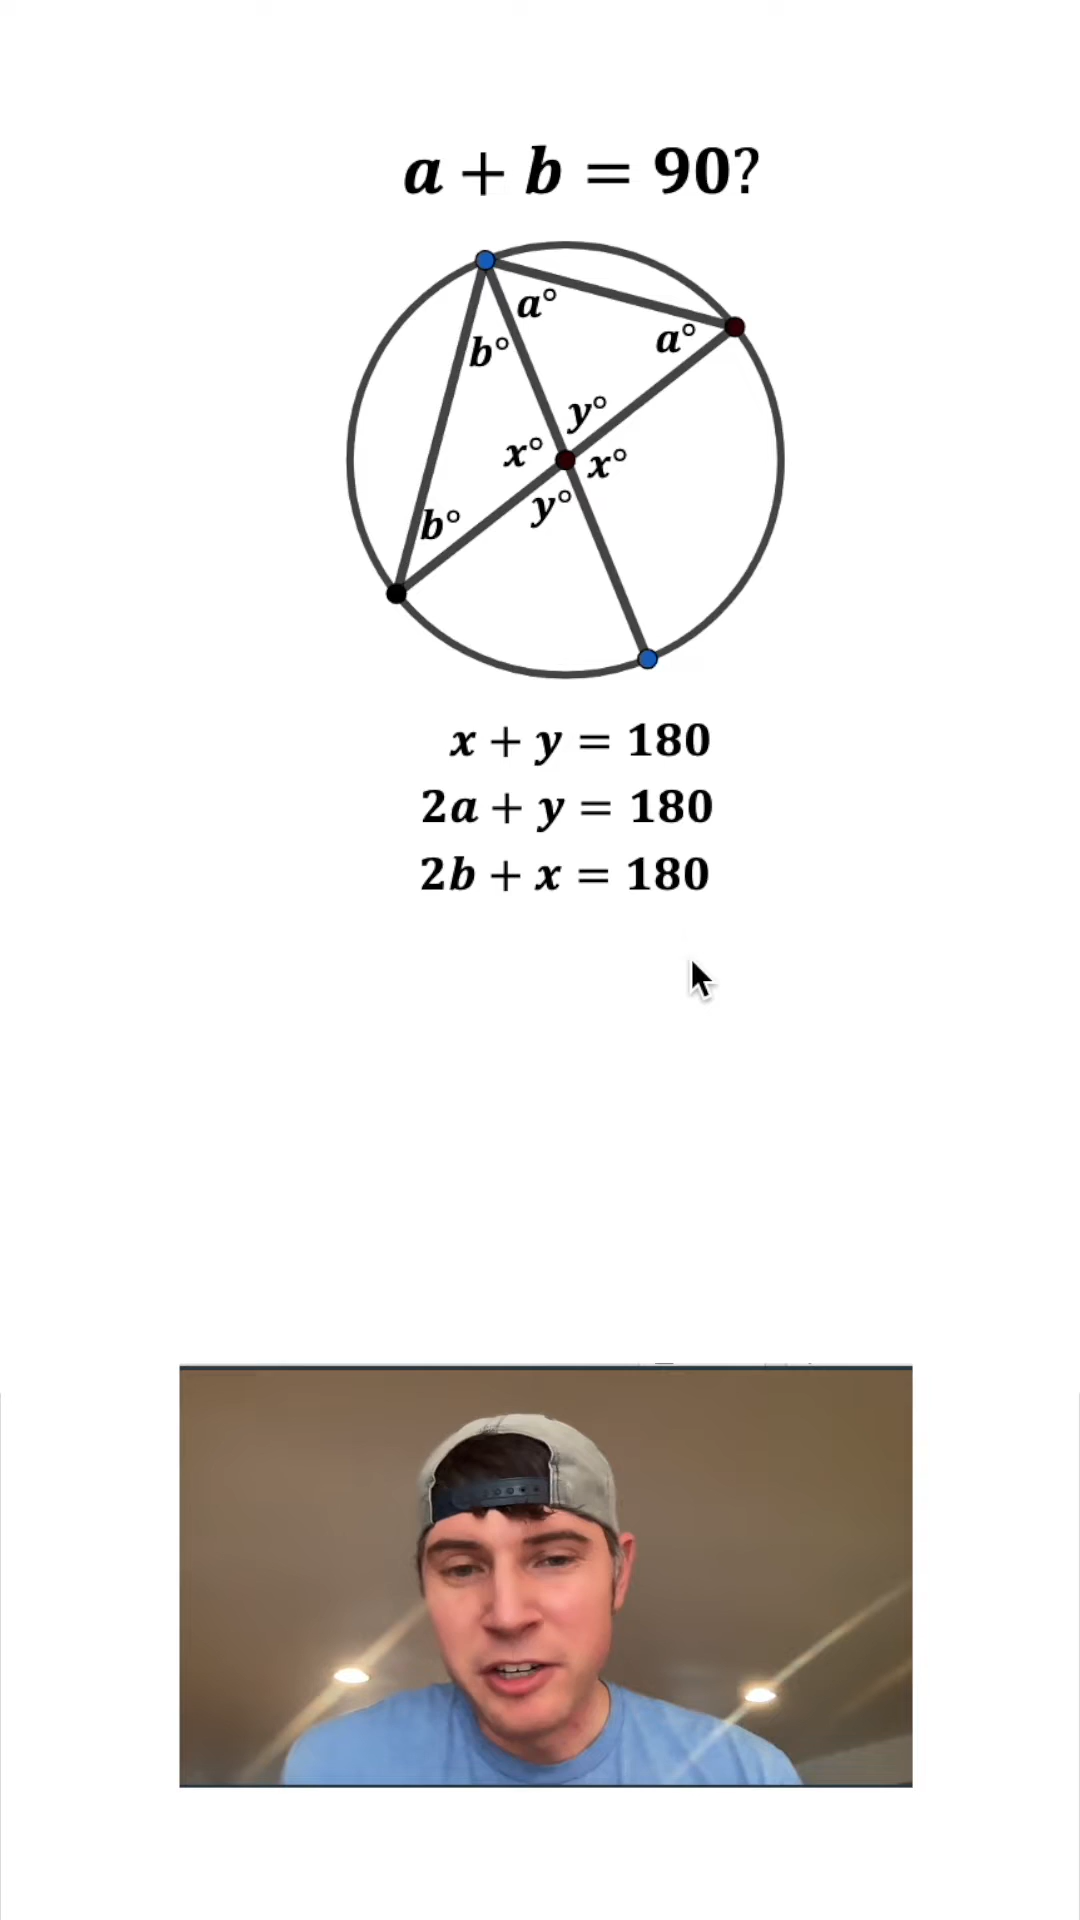 a + b = 90?
a°
a°
b°
y°
x°
x°
y°
b°
x + y = 180
2a + y = 180
2b + x = 180